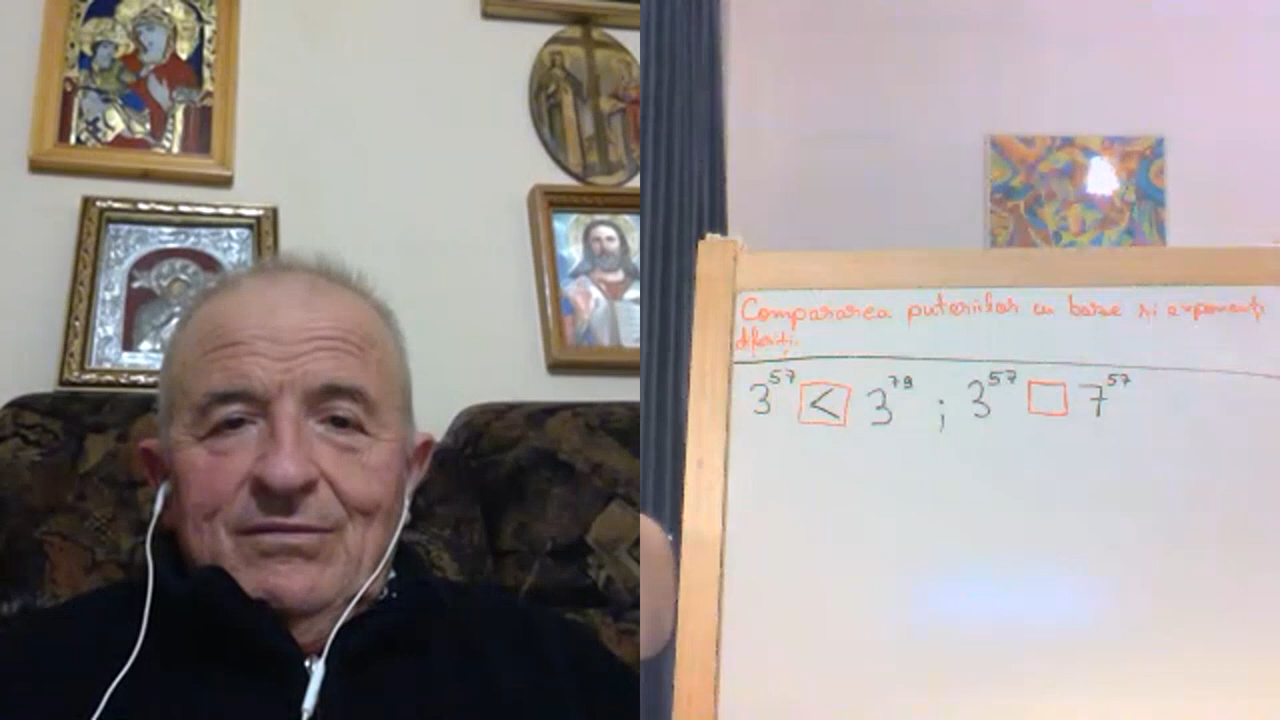 Compararea puterilor cu baze și exponenți
diferiți.
3^57 < 3^79 ; 3^57 □ 7^57